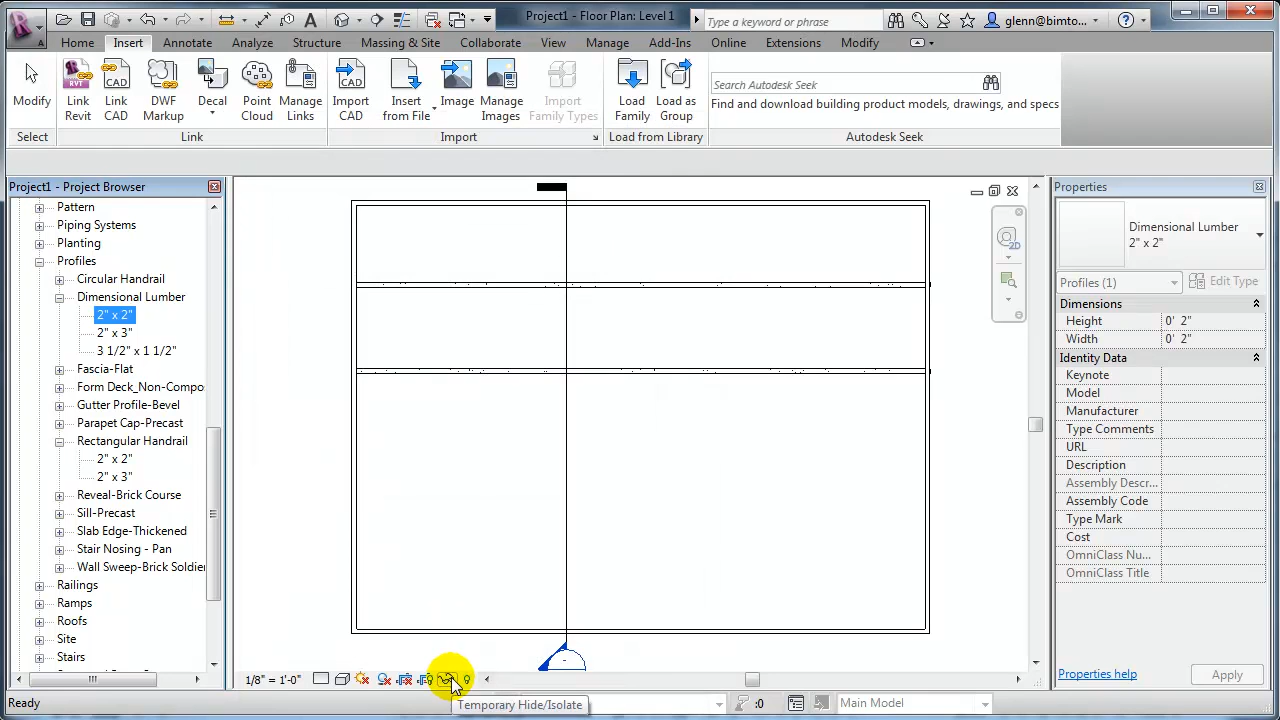 Project1 - Floor Plan: Level 1
Type a keyword or phrase
glenn@bimto...
Home Insert Annotate Analyze Structure Massing & Site Collaborate View Manage Add-Ins Online Extensions Modify
Modify
Link Revit
Link CAD
DWF Markup
Decal
Point Cloud
Manage Links
Import CAD
Insert from File
Image
Manage Images
Import Family Types
Load Family
Load as Group
Search Autodesk Seek
Find and download building product models, drawings, and specs
Select Link Import Load from Library Autodesk Seek
Project1 - Project Browser
Pattern
Piping Systems
Planting
Profiles
Circular Handrail
Dimensional Lumber
2" x 2"
2" x 3"
3 1/2" x 1 1/2"
Fascia-Flat
Form Deck_Non-Compo
Gutter Profile-Bevel
Parapet Cap-Precast
Rectangular Handrail
2" x 2"
2" x 3"
Reveal-Brick Course
Sill-Precast
Slab Edge-Thickened
Stair Nosing - Pan
Wall Sweep-Brick Soldier
Railings
Ramps
Roofs
Site
Stairs
2D
Properties
Dimensional Lumber
2" x 2"
Profiles (1) Edit Type
Dimensions
Height 0' 2"
Width 0' 2"
Identity Data
Keynote
Model
Manufacturer
Type Comments
URL
Description
Assembly Descr...
Assembly Code
Type Mark
Cost
OmniClass Nu...
OmniClass Title
Properties help Apply
1/8" = 1'-0"
Temporary Hide/Isolate
Ready :0 Main Model